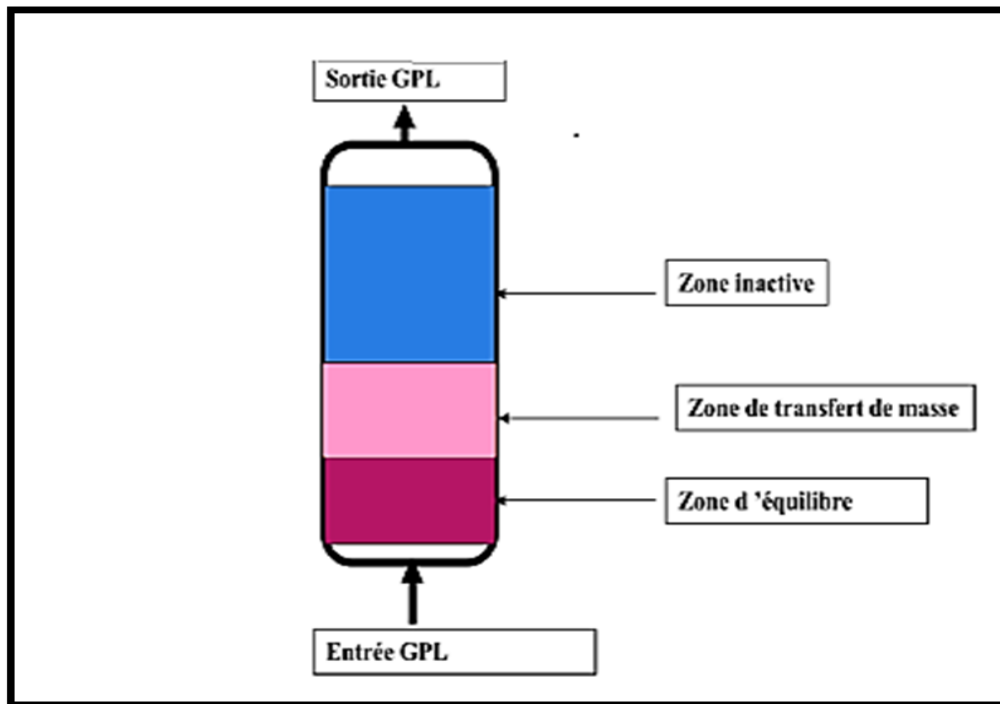 Sortie GPL
Zone inactive
Zone de transfert de masse
Zone d ’équilibre
Entrée GPL